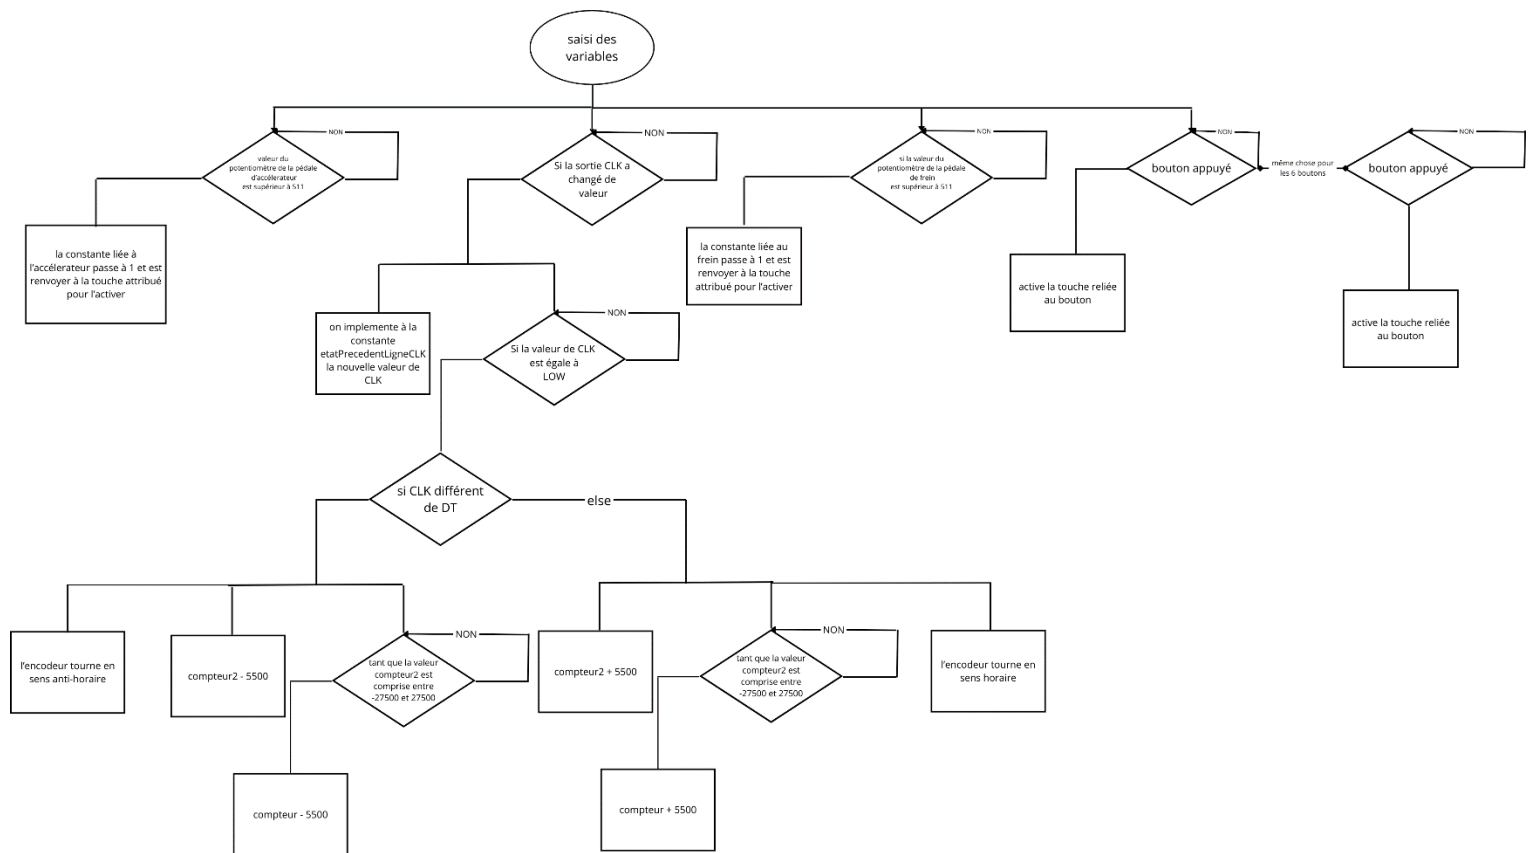 saisi des
variables
NON
NON
NON
NON
NON
valeur du
potentiomètre de la pédale
d'accélerateur
est supérieur à 511
Si la sortie CLK a
changé de
valeur
si la valeur du
potentiomètre de la pédale
de frein
est supérieur à 511
bouton appuyé
même chose pour
les 6 boutons
bouton appuyé
la constante liée à
l'accélerateur passe à 1 et est
renvoyer à la touche attribué
pour l'activer
la constante liée au
frein passe à 1 et est
renvoyer à la touche
attribué pour l'activer
active la touche reliée
au bouton
active la touche reliée
au bouton
on implemente à la
constante
etatPrecedentLigneCLK
la nouvelle valeur de
CLK
NON
Si la valeur de CLK
est égale à
LOW
si CLK différent
de DT
else
l'encodeur tourne en
sens anti-horaire
compteur2 - 5500
NON
tant que la valeur
compteur2 est
comprise entre
-27500 et 27500
compteur2 + 5500
NON
tant que la valeur
compteur2 est
comprise entre
-27500 et 27500
l'encodeur tourne en
sens horaire
compteur - 5500
compteur + 5500